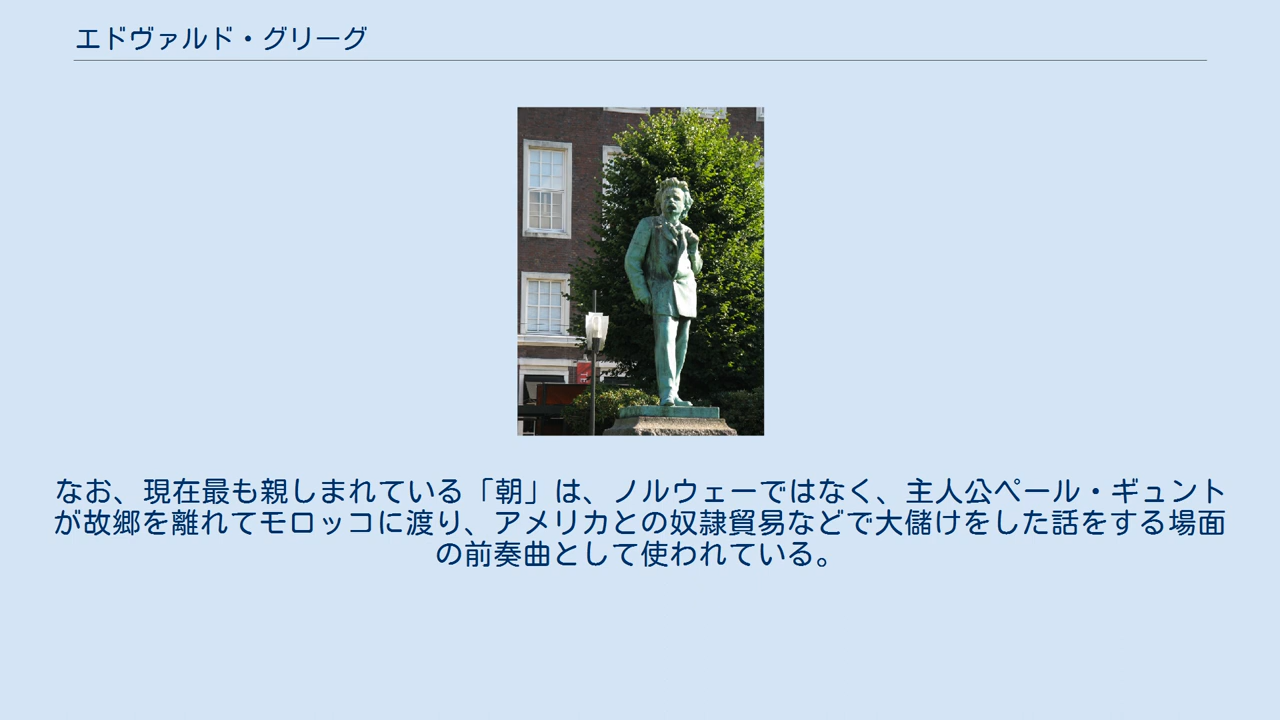 エドヴァルド・グリーグ
なお、現在最も親しまれている「朝」は、ノルウェーではなく、主人公ペール・ギュント
が故郷を離れてモロッコに渡り、アメリカとの奴隷貿易などで大儲けをした話をする場面
の前奏曲として使われている。